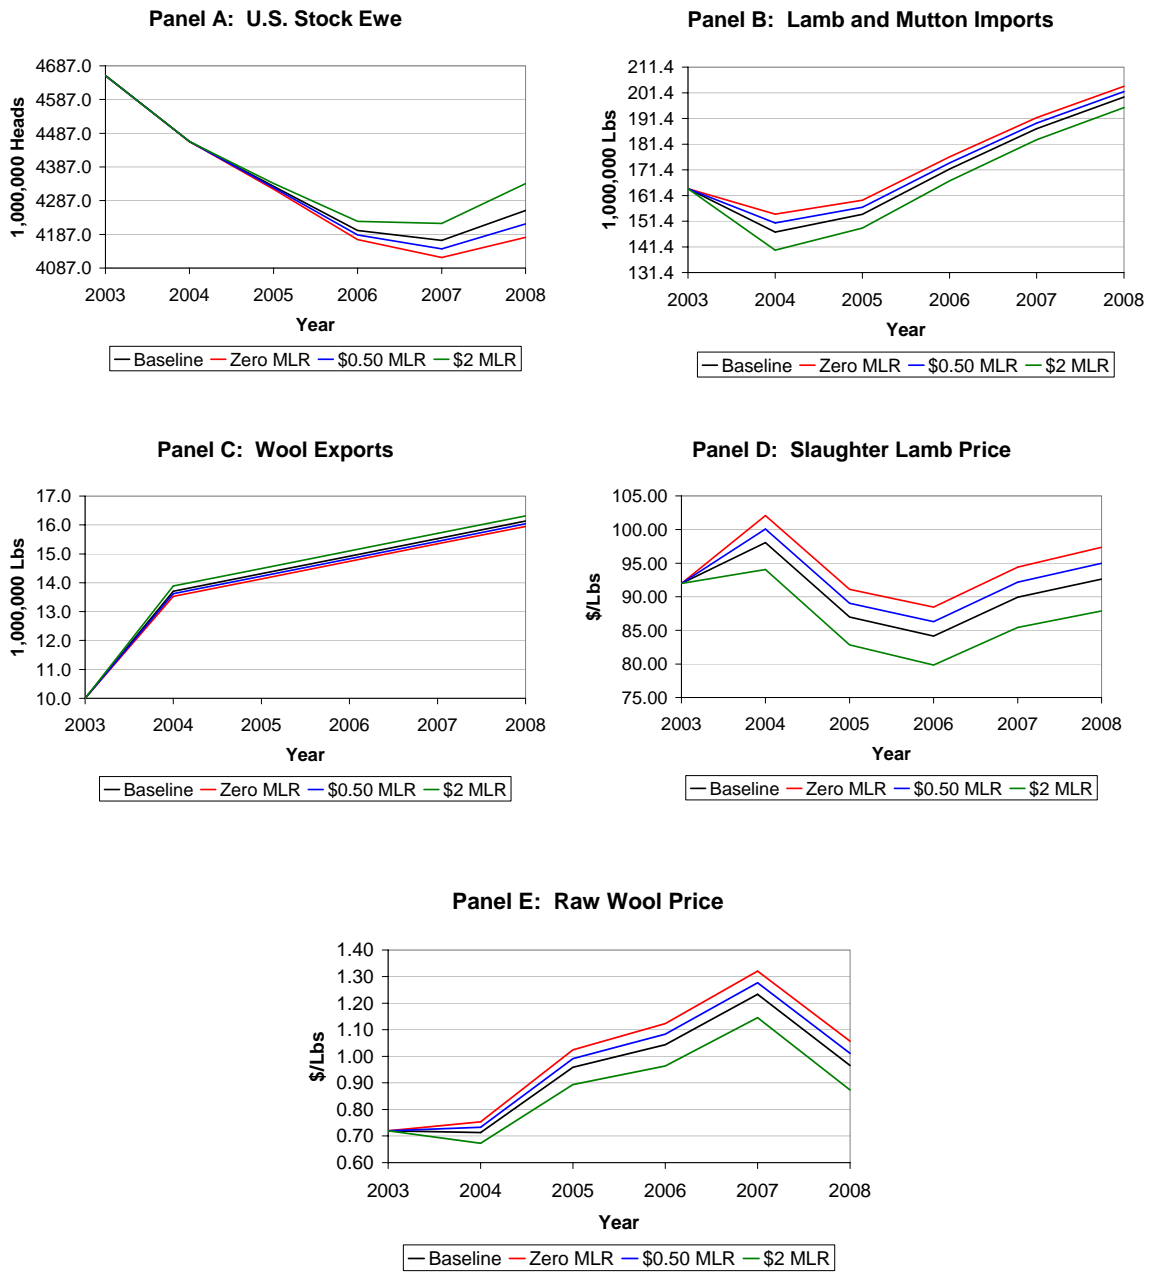 Panel A: U.S. Stock Ewe
4687.0
4587.0
4487.0
4387.0
4287.0
4187.0
4087.0
1,000,000 Heads
2003 2004 2005 2006 2007 2008
Year
Baseline Zero MLR $0.50 MLR $2 MLR
Panel B: Lamb and Mutton Imports
211.4
201.4
191.4
181.4
171.4
161.4
151.4
141.4
131.4
1,000,000 Lbs
2003 2004 2005 2006 2007 2008
Year
Baseline Zero MLR $0.50 MLR $2 MLR
Panel C: Wool Exports
17.0
16.0
15.0
14.0
13.0
12.0
11.0
10.0
1,000,000 Lbs
2003 2004 2005 2006 2007 2008
Year
Baseline Zero MLR $0.50 MLR $2 MLR
Panel D: Slaughter Lamb Price
105.00
100.00
95.00
90.00
85.00
80.00
75.00
$/Lbs
2003 2004 2005 2006 2007 2008
Year
Baseline Zero MLR $0.50 MLR $2 MLR
Panel E: Raw Wool Price
1.40
1.30
1.20
1.10
1.00
0.90
0.80
0.70
0.60
$/Lbs
2003 2004 2005 2006 2007 2008
Year
Baseline Zero MLR $0.50 MLR $2 MLR